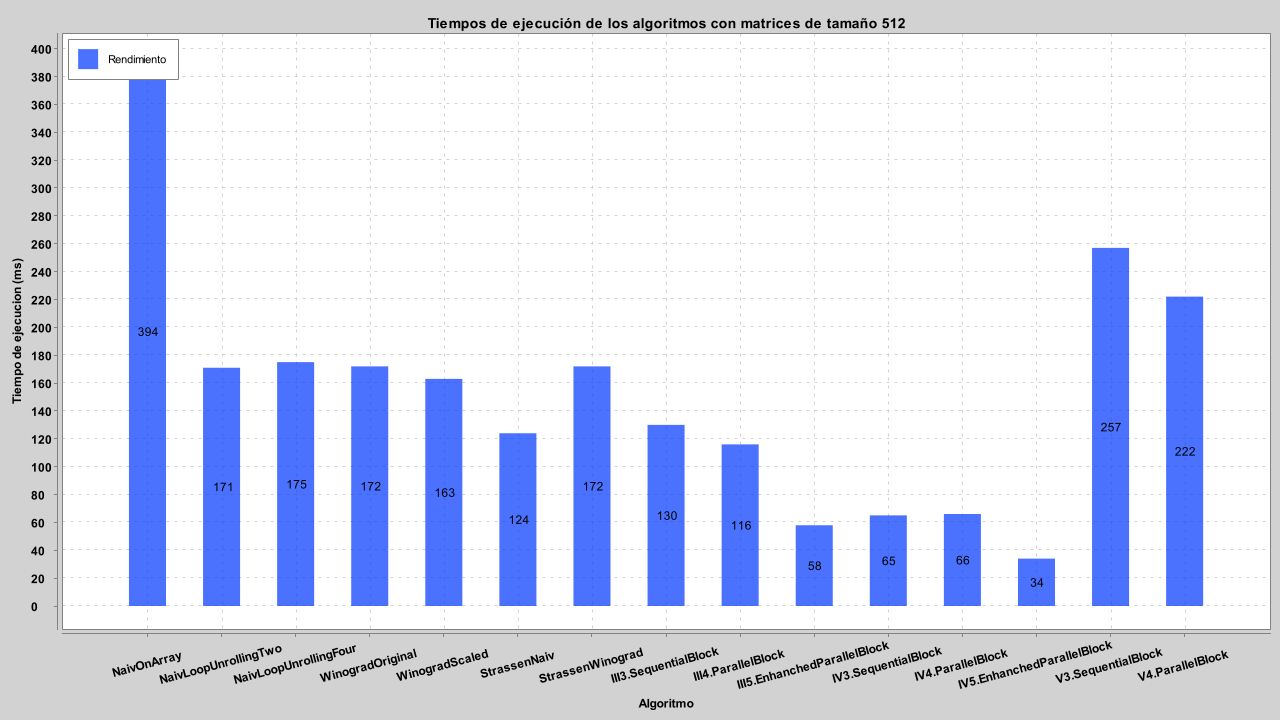 Tiempos de ejecución de los algoritmos con matrices de tamaño 512
Rendimiento
Tiempo de ejecucion (ms)
400
380
360
340
320
300
280
260
240
220
200
180
160
140
120
100
80
60
40
20
0
394
171
175
172
163
124
172
130
116
58
65
66
34
257
222
NaivOnArray
NaivLoopUnrollingTwo
NaivLoopUnrollingFour
WinogradOriginal
WinogradScaled
StrassenNaiv
StrassenWinograd
III3.SequentialBlock
III4.ParallelBlock
III5.EnhanchedParallelBlock
IV3.SequentialBlock
IV4.ParallelBlock
IV5.EnhanchedParallelBlock
V3.SequentialBlock
V4.ParallelBlock
Algoritmo